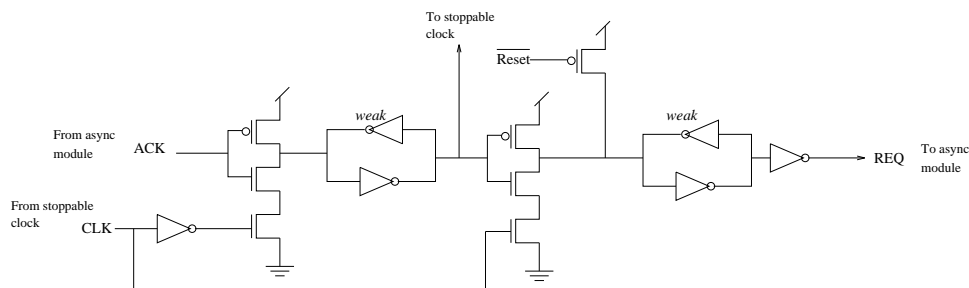 To stoppable
clock
Reset
weak
weak
From async
module
ACK
REQ
To async
module
From stoppable
clock
CLK